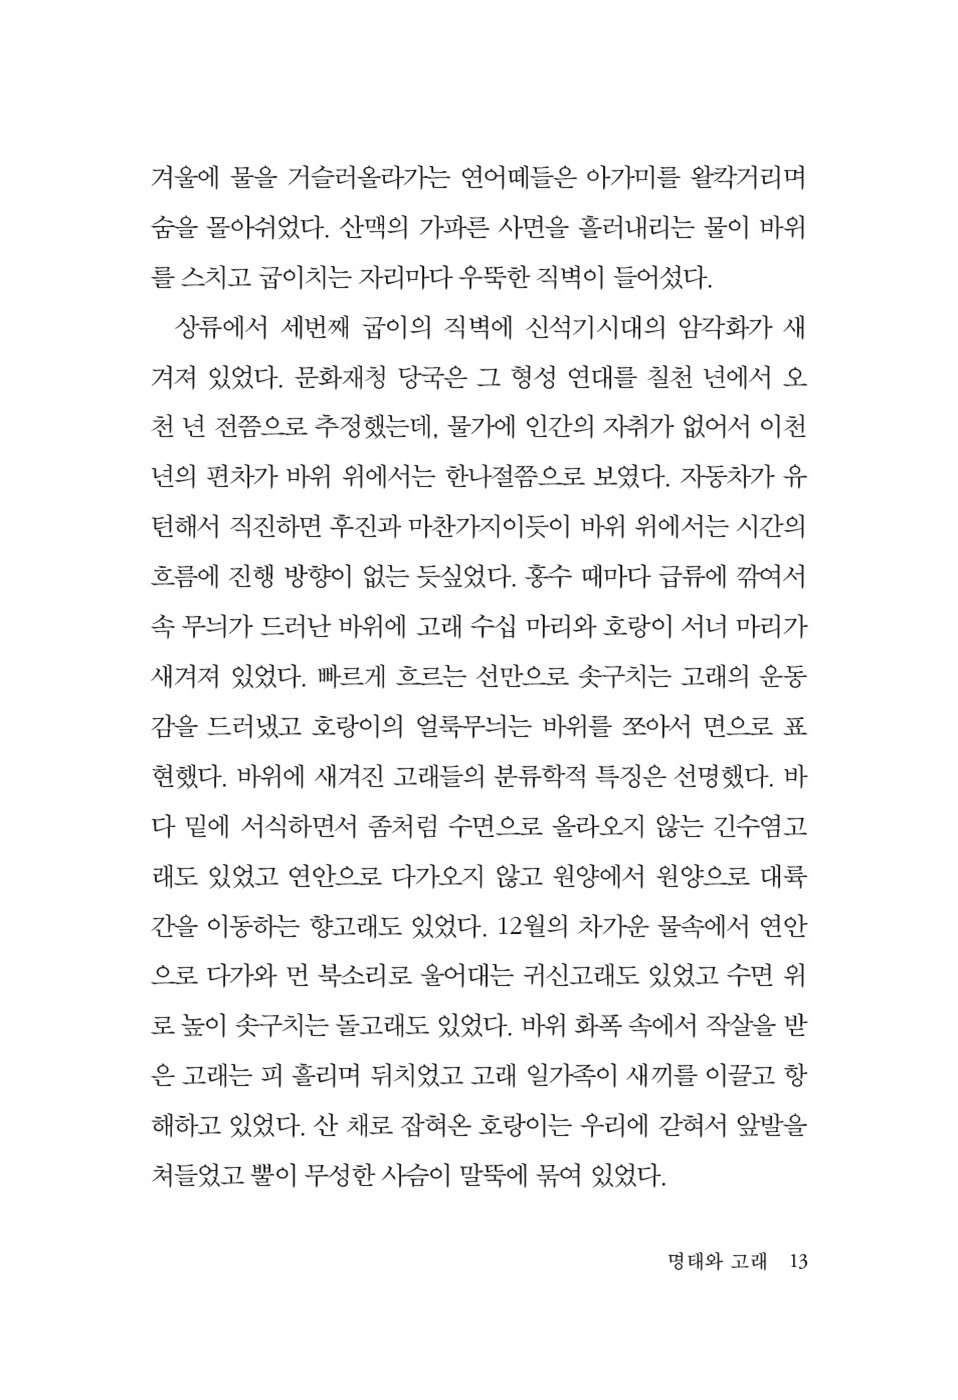 겨울에 물을 거슬러올라가는 연어떼들은 아가미를 왈칵거리며
숨을 몰아쉬었다. 산맥의 가파른 사면을 흘러내리는 물이 바위
를 스치고 굽이치는 자리마다 우뚝한 직벽이 들어섰다.
상류에서 세번째 굽이의 직벽에 신석기시대의 암각화가 새
겨져 있었다. 문화재청 당국은 그 형성 연대를 칠천 년에서 오
천 년 전쯤으로 추정했는데, 물가에 인간의 자취가 없어서 이천
년의 편차가 바위 위에서는 한나절쯤으로 보였다. 자동차가 유
턴해서 직진하면 후진과 마찬가지이듯이 바위 위에서는 시간의
흐름에 진행 방향이 없는 듯싶었다. 홍수 때마다 급류에 깎여서
속 무늬가 드러난 바위에 고래 수십 마리와 호랑이 서너 마리가
새겨져 있었다. 빠르게 흐르는 선만으로 솟구치는 고래의 운동
감을 드러냈고 호랑이의 얼룩무늬는 바위를 쪼아서 면으로 표
현했다. 바위에 새겨진 고래들의 분류학적 특징은 선명했다. 바
다 밑에 서식하면서 좀처럼 수면으로 올라오지 않는 긴수염고
래도 있었고 연안으로 다가오지 않고 원양에서 원양으로 대륙
간을 이동하는 향고래도 있었다. 12월의 차가운 물속에서 연안
으로 다가와 먼 북소리로 울어대는 귀신고래도 있었고 수면 위
로 높이 솟구치는 돌고래도 있었다. 바위 화폭 속에서 작살을 받
은 고래는 피 흘리며 뒤치었고 고래 일가족이 새끼를 이끌고 항
해하고 있었다. 산 채로 잡혀온 호랑이는 우리에 갇혀서 앞발을
쳐들었고 뿔이 무성한 사슴이 말뚝에 묶여 있었다.
명태와 고래 13